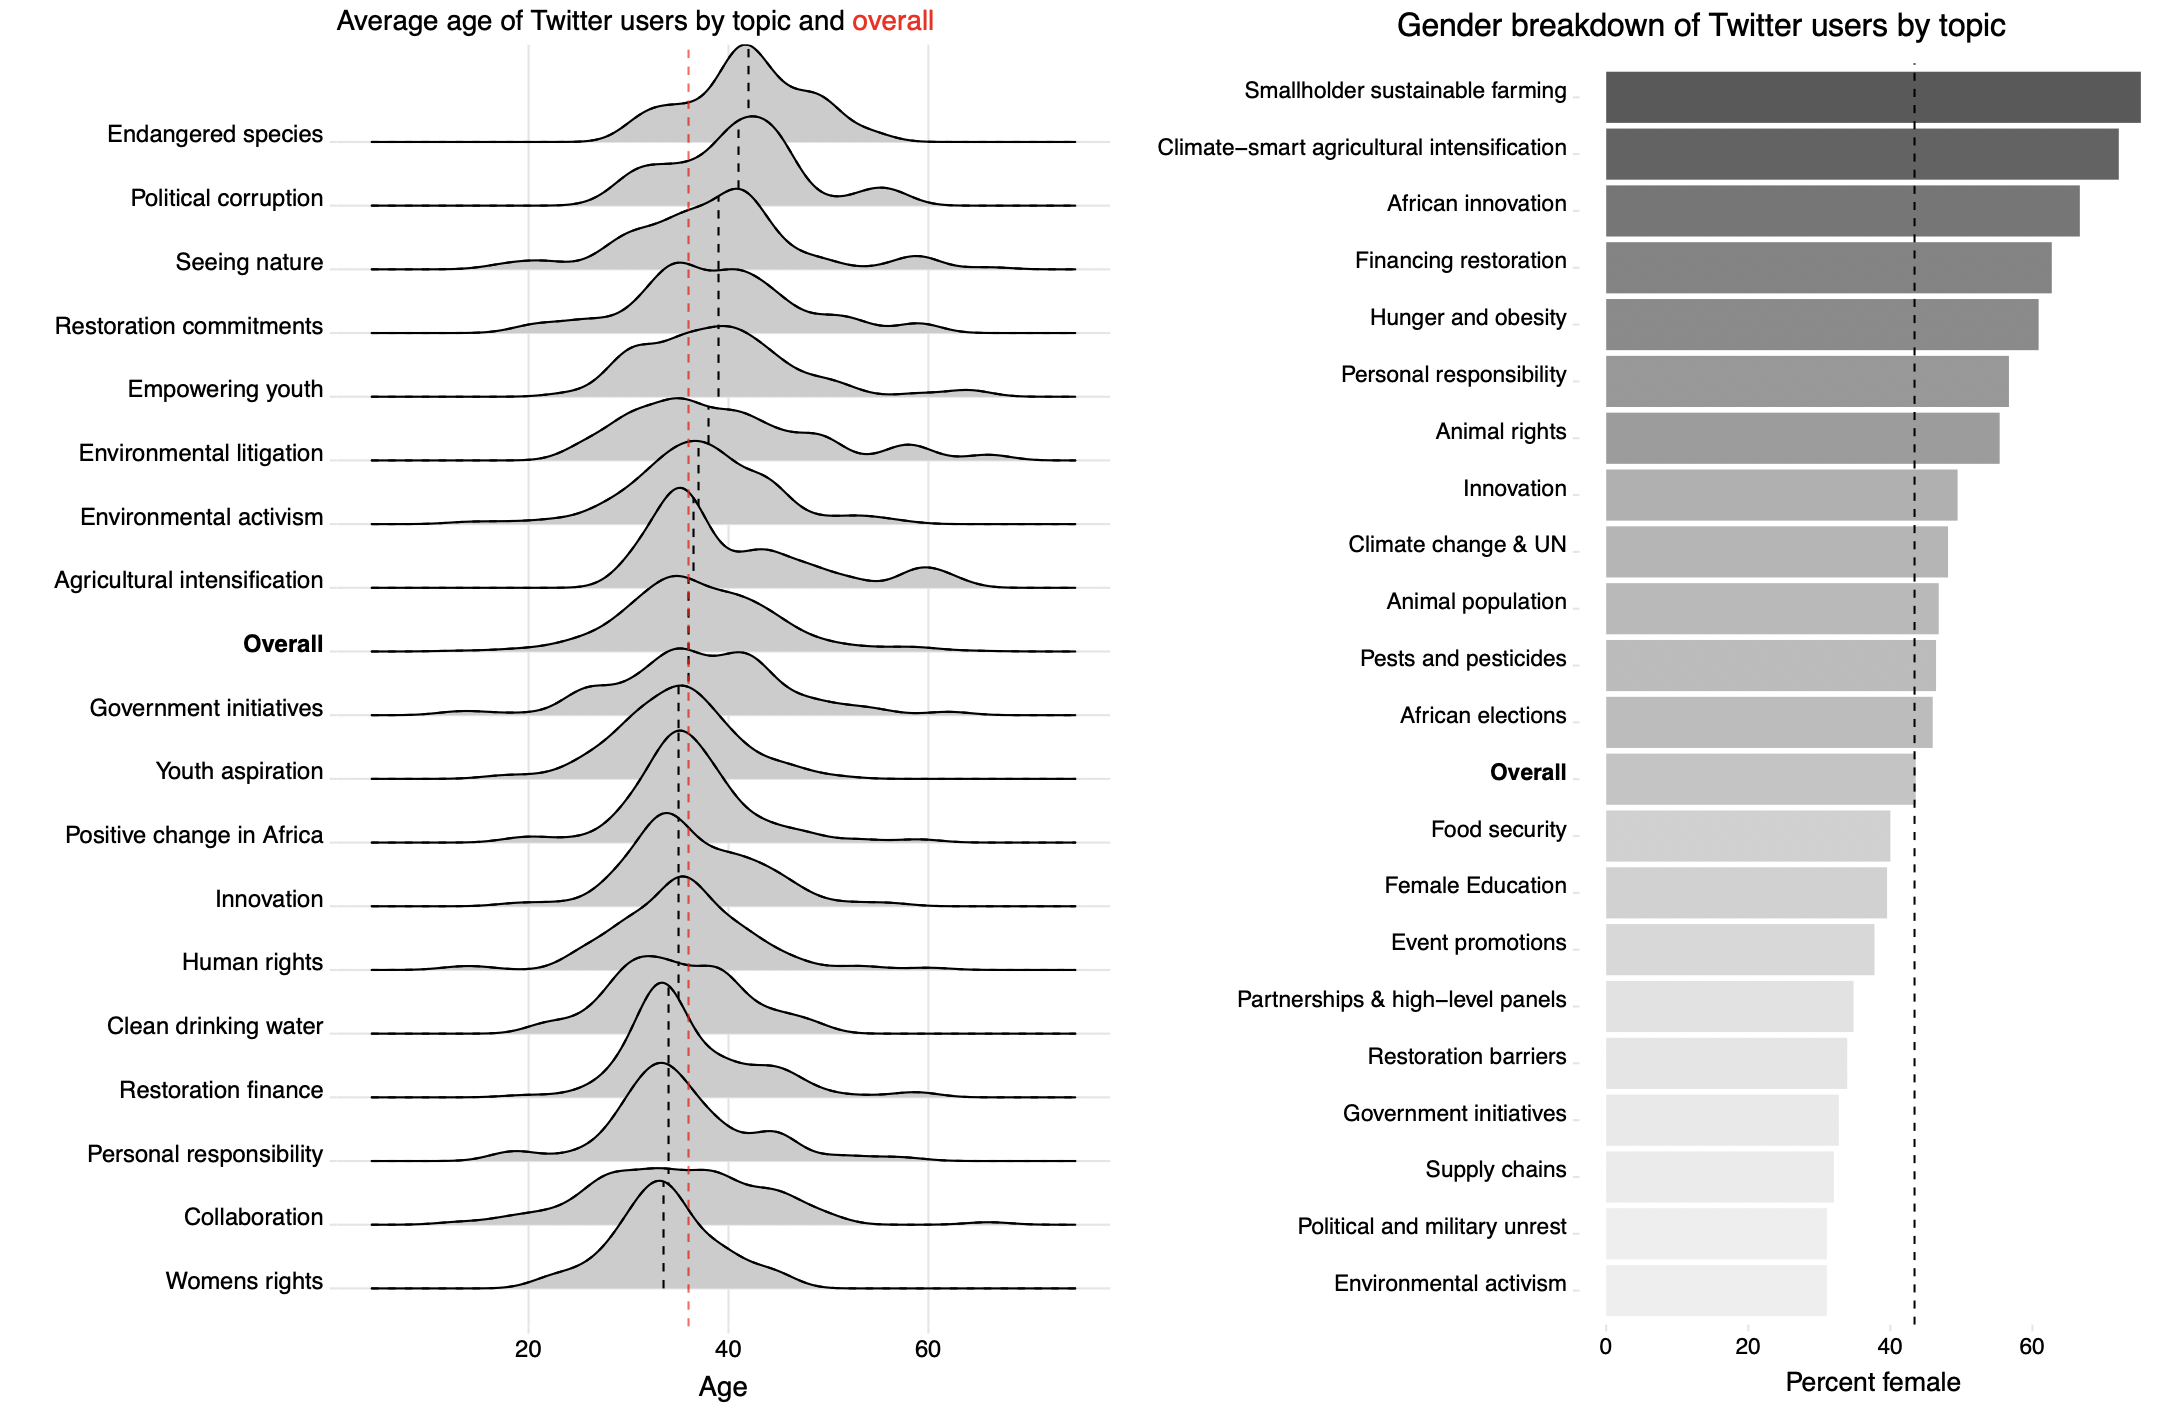 Average age of Twitter users by topic and overall
Endangered species
Political corruption
Seeing nature
Restoration commitments
Empowering youth
Environmental litigation
Environmental activism
Agricultural intensification
Overall
Government initiatives
Youth aspiration
Positive change in Africa
Innovation
Human rights
Clean drinking water
Restoration finance
Personal responsibility
Collaboration
Womens rights
20 40 60
Age
Gender breakdown of Twitter users by topic
Smallholder sustainable farming
Climate−smart agricultural intensification
African innovation
Financing restoration
Hunger and obesity
Personal responsibility
Animal rights
Innovation
Climate change & UN
Animal population
Pests and pesticides
African elections
Overall
Food security
Female Education
Event promotions
Partnerships & high−level panels
Restoration barriers
Government initiatives
Supply chains
Political and military unrest
Environmental activism
0 20 40 60
Percent female